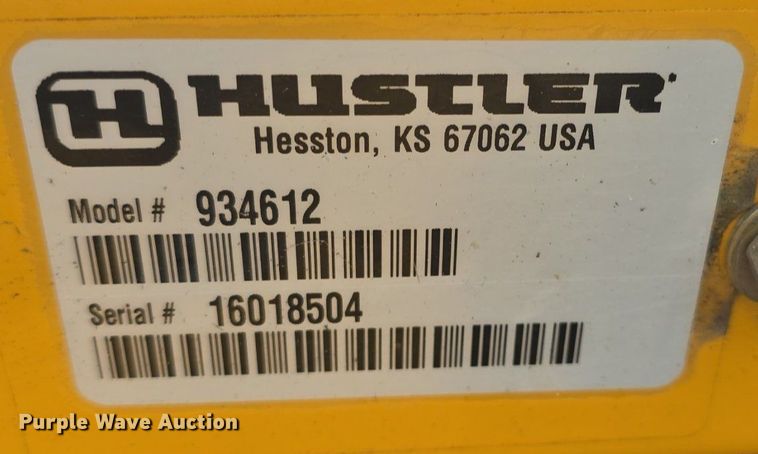 H HUSTLER
Hesston, KS 67062 USA
Model # 934612
Serial # 16018504
Purple Wave Auction